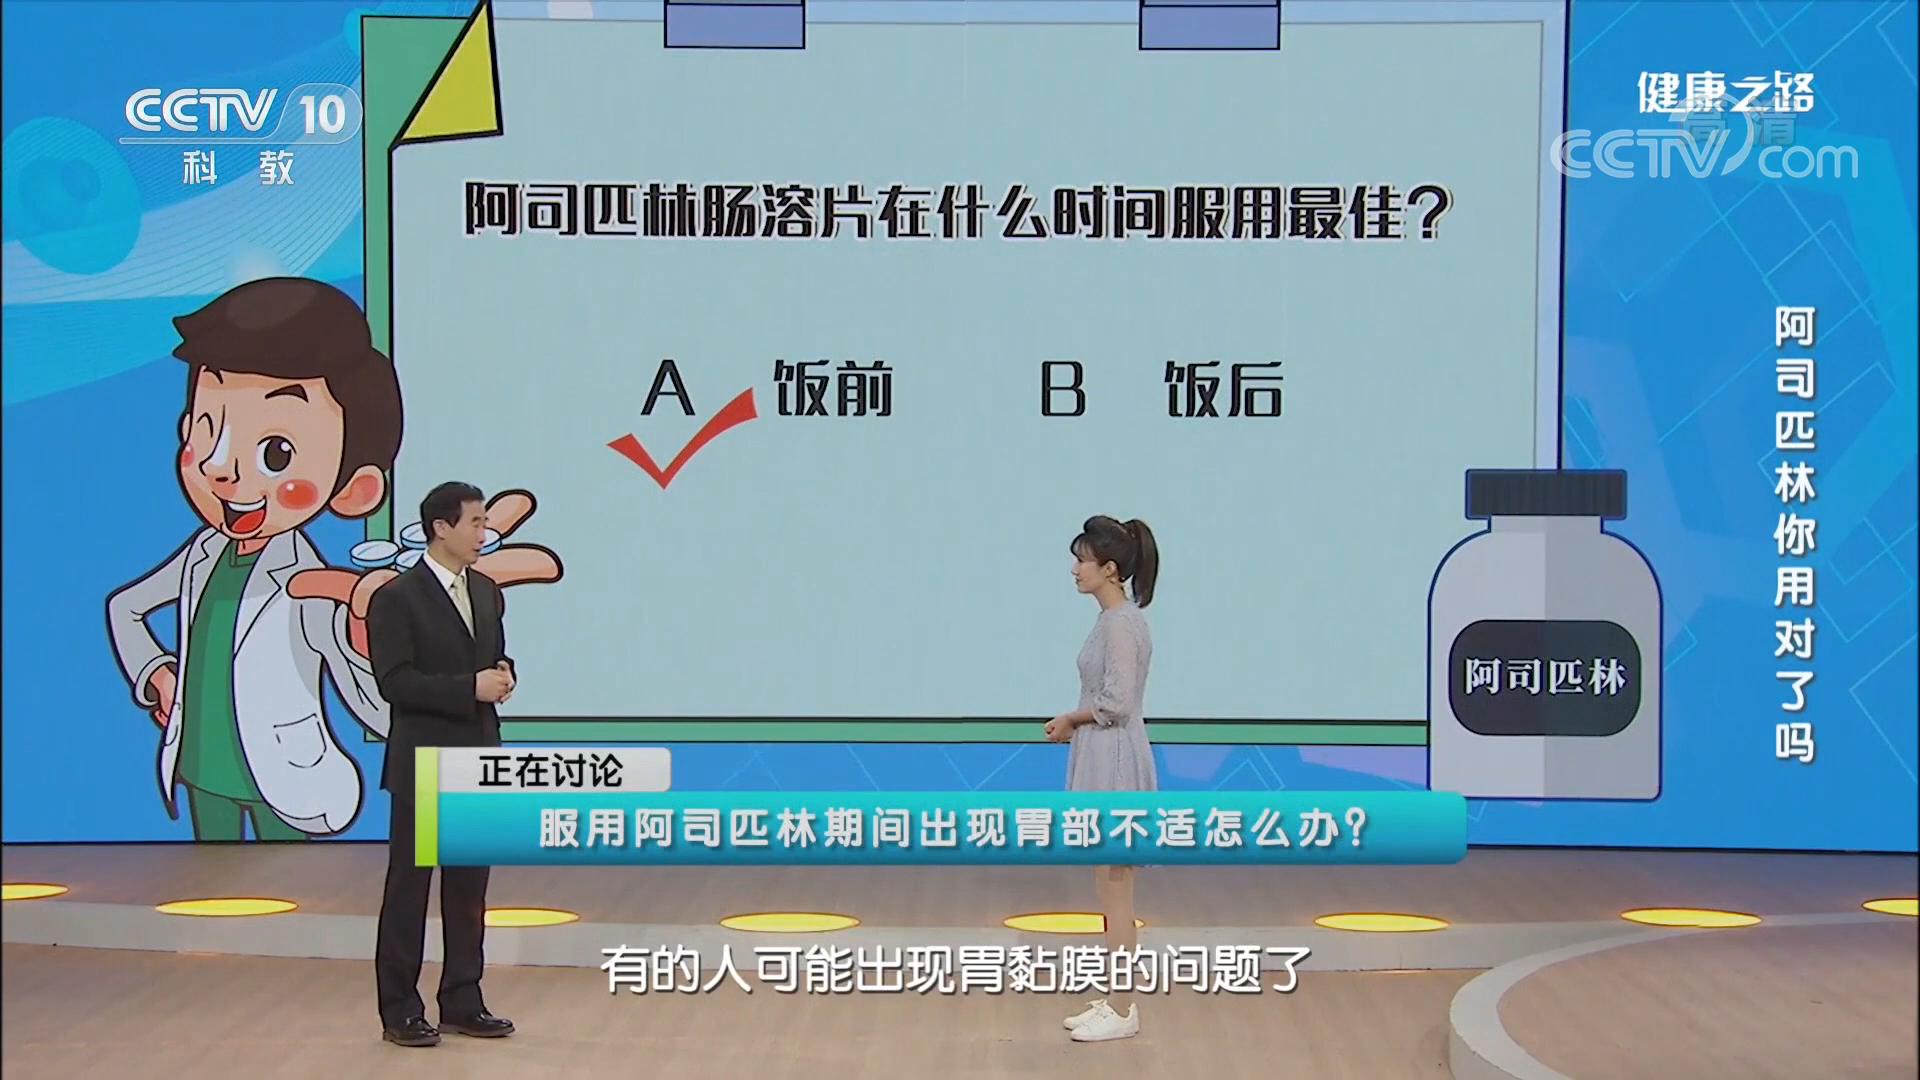 CCTV 10
科教
健康之路
高清
CCTV.com
阿司匹林肠溶片在什么时间服用最佳?
A 饭前 B 饭后
阿司匹林你用对了吗
阿司匹林
正在讨论
服用阿司匹林期间出现胃部不适怎么办?
有的人可能出现胃黏膜的问题了